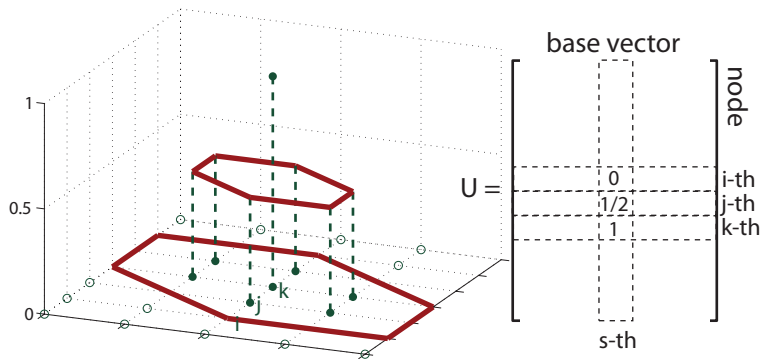 1
0.5
0
j
k
i
base vector
node
U =
0
1/2
1
i-th
j-th
k-th
s-th